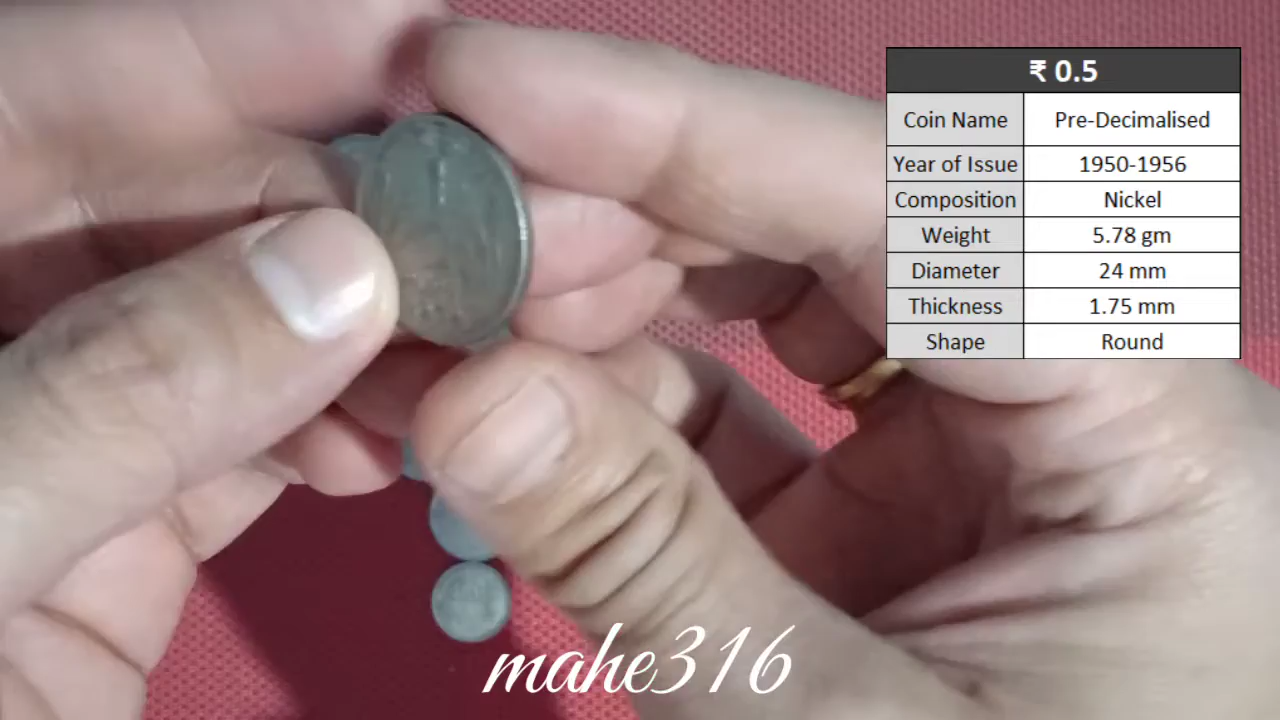 ₹ 0.5
Coin Name Pre-Decimalised
Year of Issue 1950-1956
Composition Nickel
Weight 5.78 gm
Diameter 24 mm
Thickness 1.75 mm
Shape Round
mahe316